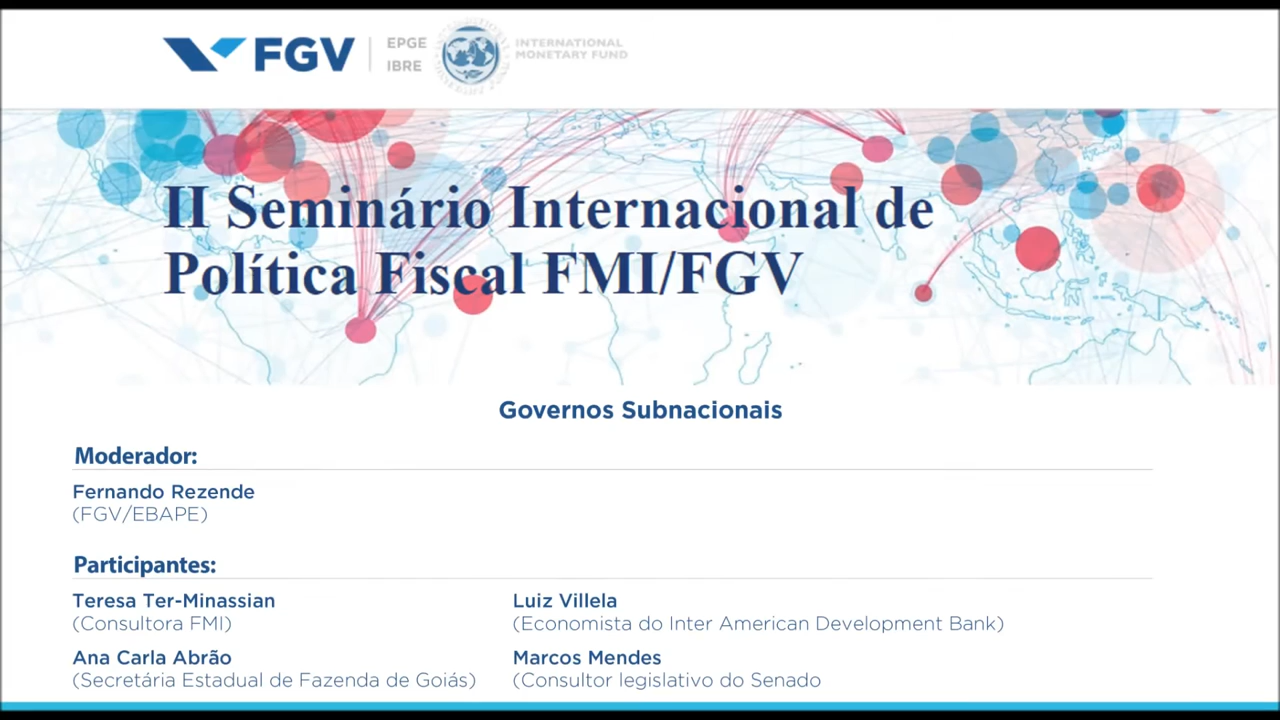 FGV
EPGE
IBRE
INTERNATIONAL
MONETARY FUND
II Seminário Internacional de
Política Fiscal FMI/FGV
Governos Subnacionais
Moderador:
Fernando Rezende
(FGV/EBAPE)
Participantes:
Teresa Ter-Minassian
(Consultora FMI)
Luiz Villela
(Economista do Inter American Development Bank)
Ana Carla Abrão
(Secretária Estadual de Fazenda de Goiás)
Marcos Mendes
(Consultor legislativo do Senado